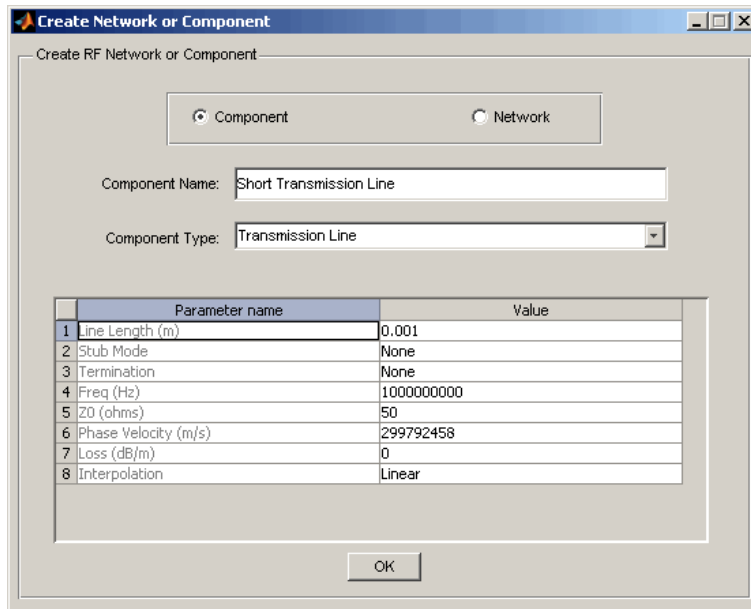 Create Network or Component
Create RF Network or Component
Component Network
Component Name: Short Transmission Line
Component Type: Transmission Line
Parameter name Value
1 Line Length (m) 0.001
2 Stub Mode None
3 Termination None
4 Freq (Hz) 1000000000
5 Z0 (ohms) 50
6 Phase Velocity (m/s) 299792458
7 Loss (dB/m) 0
8 Interpolation Linear
OK